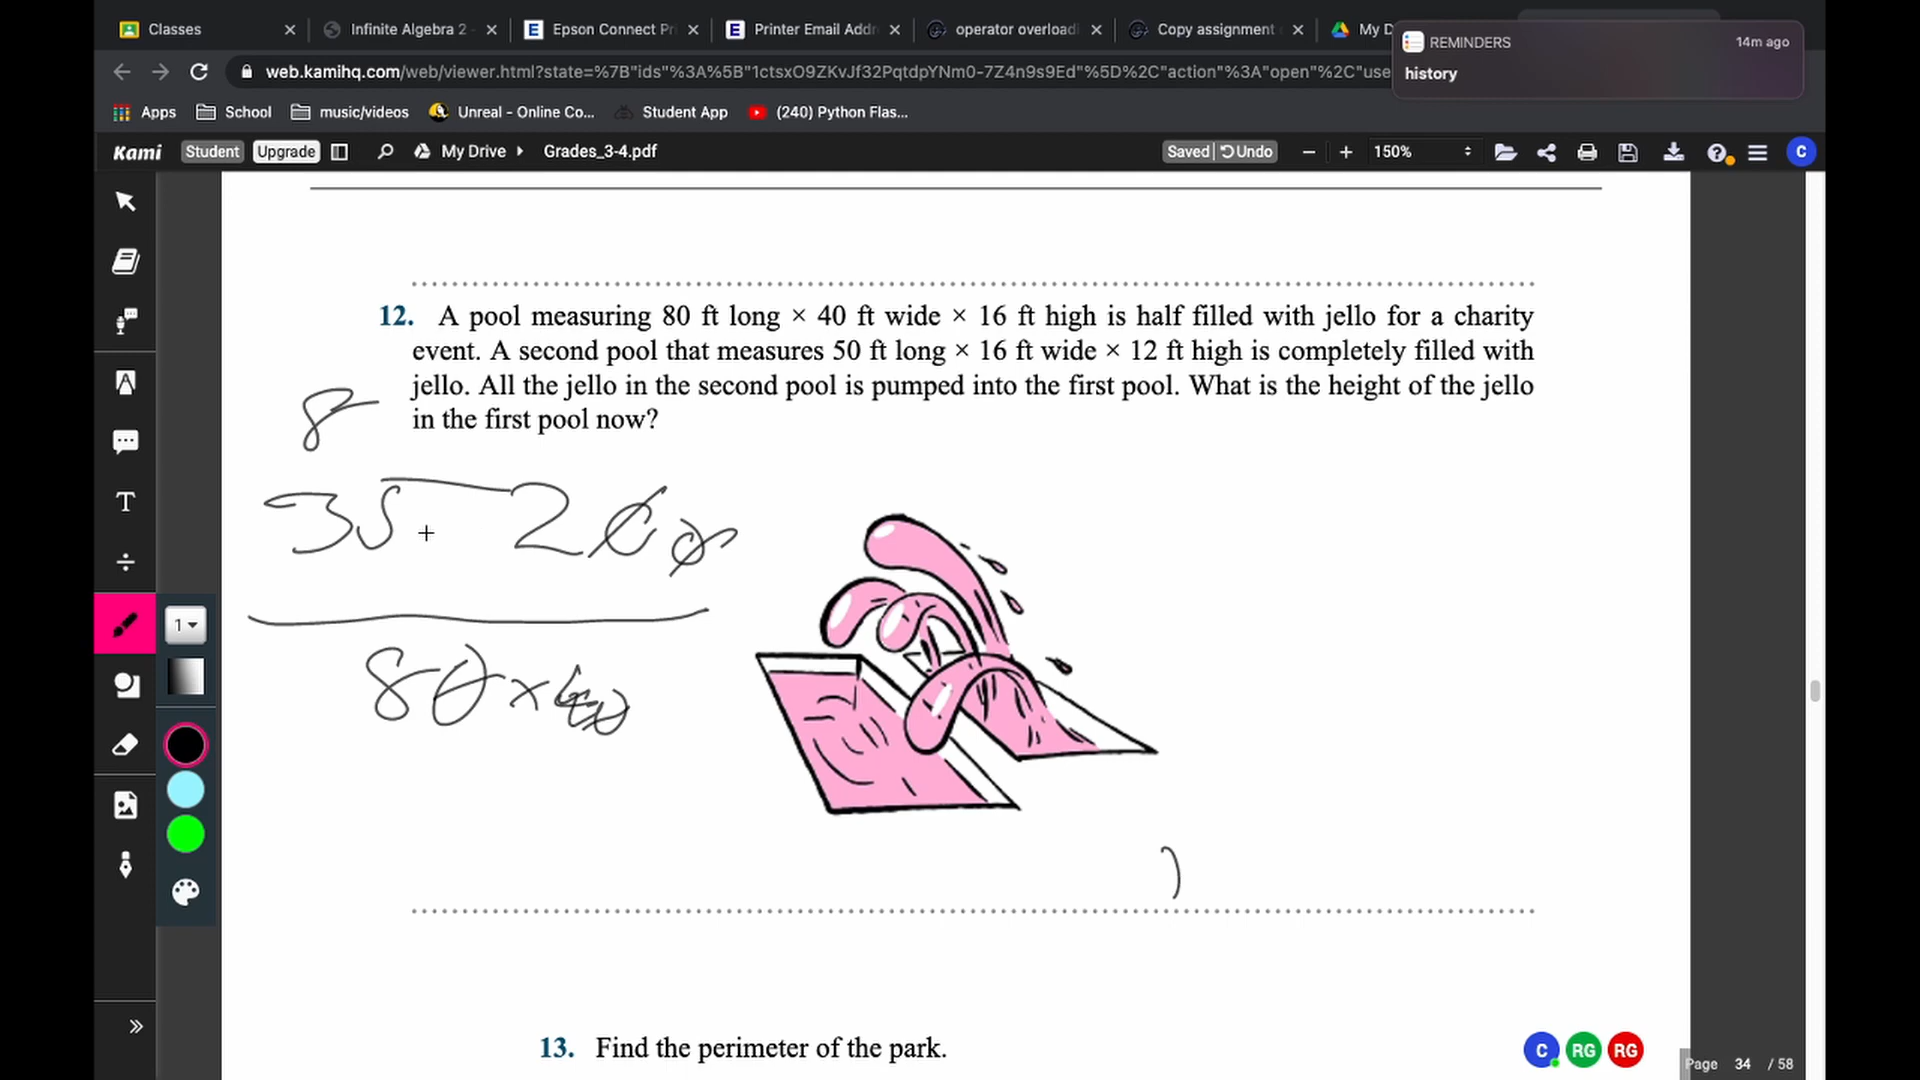 Classes
Infinite Algebra 2 -
Epson Connect Pr
Printer Email Addr
operator overloadi
Copy assignment
My D
REMINDERS
14m ago
history
web.kamihq.com/web/viewer.html?state=%7B"ids"%3A%5B"1ctsxO9ZKvJf32PqtdpYNm0-7Z4n9s9Ed"%5D%2C"action"%3A"open"%2C"use
Apps
School
music/videos
Unreal - Online Co...
Student App
(240) Python Flas...
Kami
Student
Upgrade
My Drive
Grades_3-4.pdf
Saved
Undo
150%
C
12. A pool measuring 80 ft long × 40 ft wide × 16 ft high is half filled with jello for a charity
event. A second pool that measures 50 ft long × 16 ft wide × 12 ft high is completely filled with
jello. All the jello in the second pool is pumped into the first pool. What is the height of the jello
in the first pool now?
8
80×40
1
13. Find the perimeter of the park.
C
RG
RG
Page 34 / 58